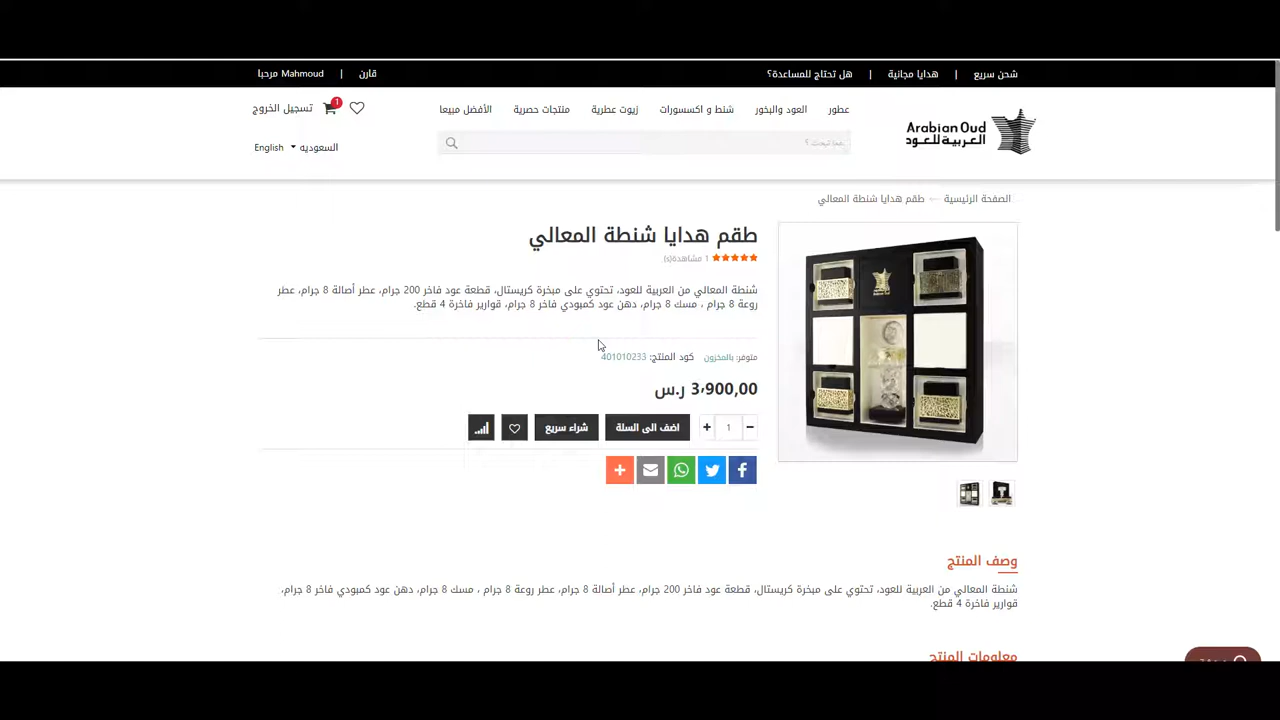 شحن سريع | هدايا مجانية | هل تحتاج للمساعدة؟
قارن | Mahmoud مرحبا
Arabian Oud
العربية للعود
عطور العود والبخور شنط و اكسسورات زيوت عطرية منتجات حصرية الأفضل مبيعا
1 تسجيل الخروج
السعوديه English
الصفحة الرئيسية ← طقم هدايا شنطة المعالي
طقم هدايا شنطة المعالي
1 مشاهدة(s)
شنطة المعالي من العربية للعود، تحتوي على مبخرة كريستال، قطعة عود فاخر 200 جرام، عطر أصالة 8 جرام، عطر
روعة 8 جرام ، مسك 8 جرام، دهن عود كمبودي فاخر 8 جرام، قوارير فاخرة 4 قطع.
متوفر: بالمخزون كود المنتج: 401010233
3٬900٫00 ر.س
- 1 + اضف الى السلة شراء سريع
وصف المنتج
شنطة المعالي من العربية للعود، تحتوي على مبخرة كريستال، قطعة عود فاخر 200 جرام، عطر أصالة 8 جرام، عطر روعة 8 جرام ، مسك 8 جرام، دهن عود كمبودي فاخر 8 جرام،
قوارير فاخرة 4 قطع.
معلومات المنتج